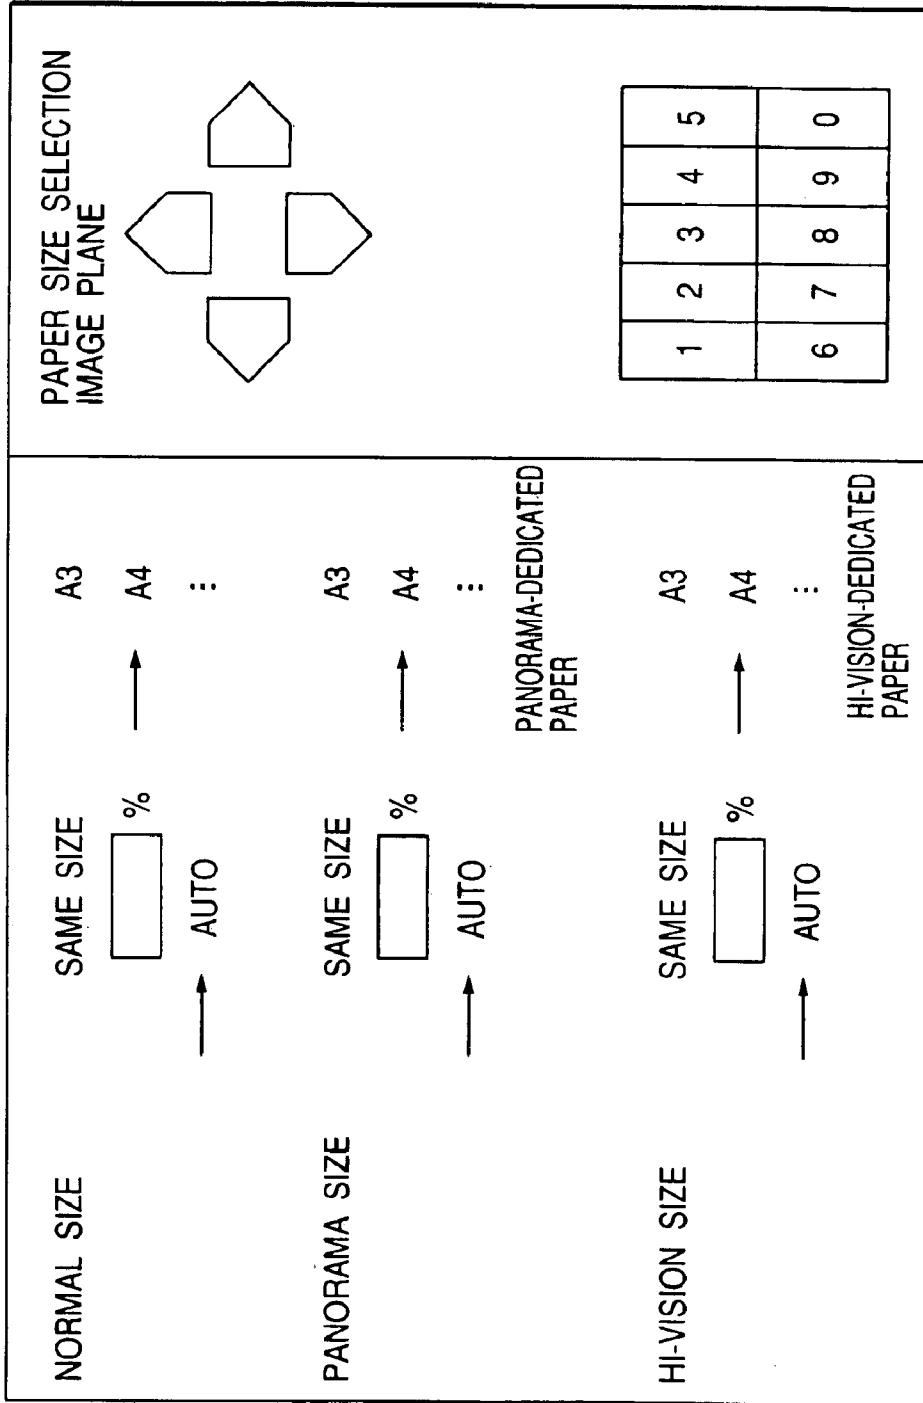 NORMAL SIZE
SAME SIZE
%
AUTO
A3
A4
⋮
PANORAMA SIZE
SAME SIZE
%
AUTO
A3
A4
⋮
PANORAMA-DEDICATED
PAPER
HI-VISION SIZE
SAME SIZE
%
AUTO
A3
A4
⋮
HI-VISION-DEDICATED
PAPER
PAPER SIZE SELECTION
IMAGE PLANE
1 2 3 4 5
6 7 8 9 0